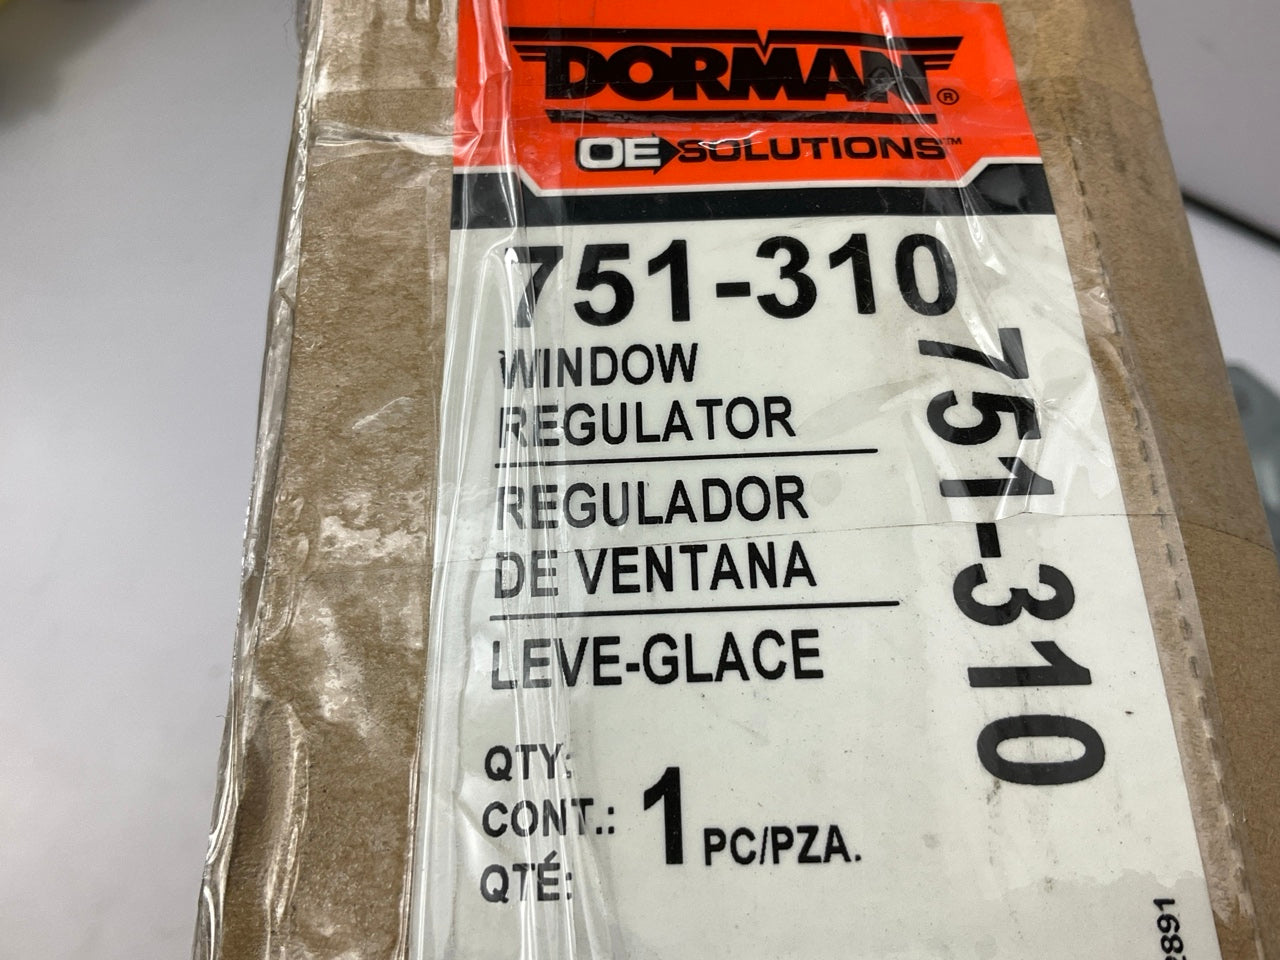 DORMAN®
OE SOLUTIONS™
751-310
WINDOW
REGULATOR
REGULADOR
DE VENTANA
LEVE-GLACE
QTY:
CONT.: 1 PC/PZA.
QTÉ:
751-310